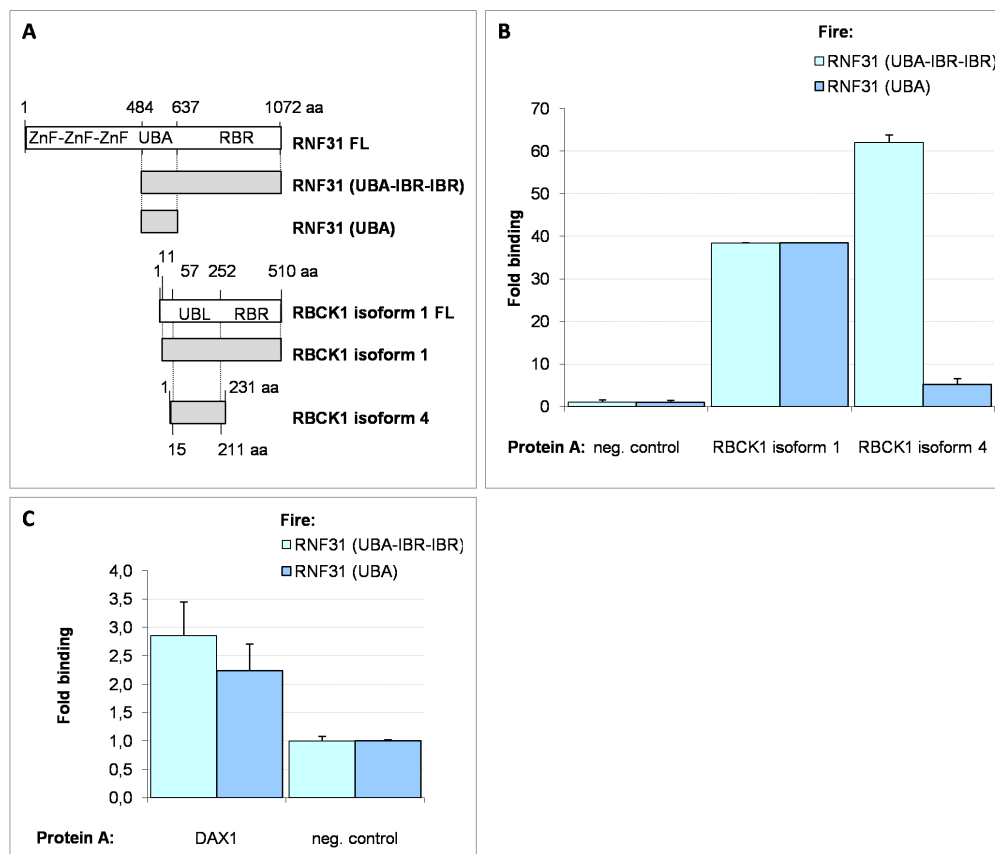 A
1 484 637 1072 aa
ZnF-ZnF-ZnF UBA RBR RNF31 FL
RNF31 (UBA-IBR-IBR)
RNF31 (UBA)
11
1 57 252 510 aa
UBL RBR RBCK1 isoform 1 FL
RBCK1 isoform 1
1 231 aa
RBCK1 isoform 4
15 211 aa
B
Fire:
RNF31 (UBA-IBR-IBR)
RNF31 (UBA)
70
60
50
40
30
20
10
0
Fold binding
Protein A: neg. control RBCK1 isoform 1 RBCK1 isoform 4
C
Fire:
RNF31 (UBA-IBR-IBR)
RNF31 (UBA)
4,0
3,5
3,0
2,5
2,0
1,5
1,0
0,5
0,0
Fold binding
Protein A: DAX1 neg. control